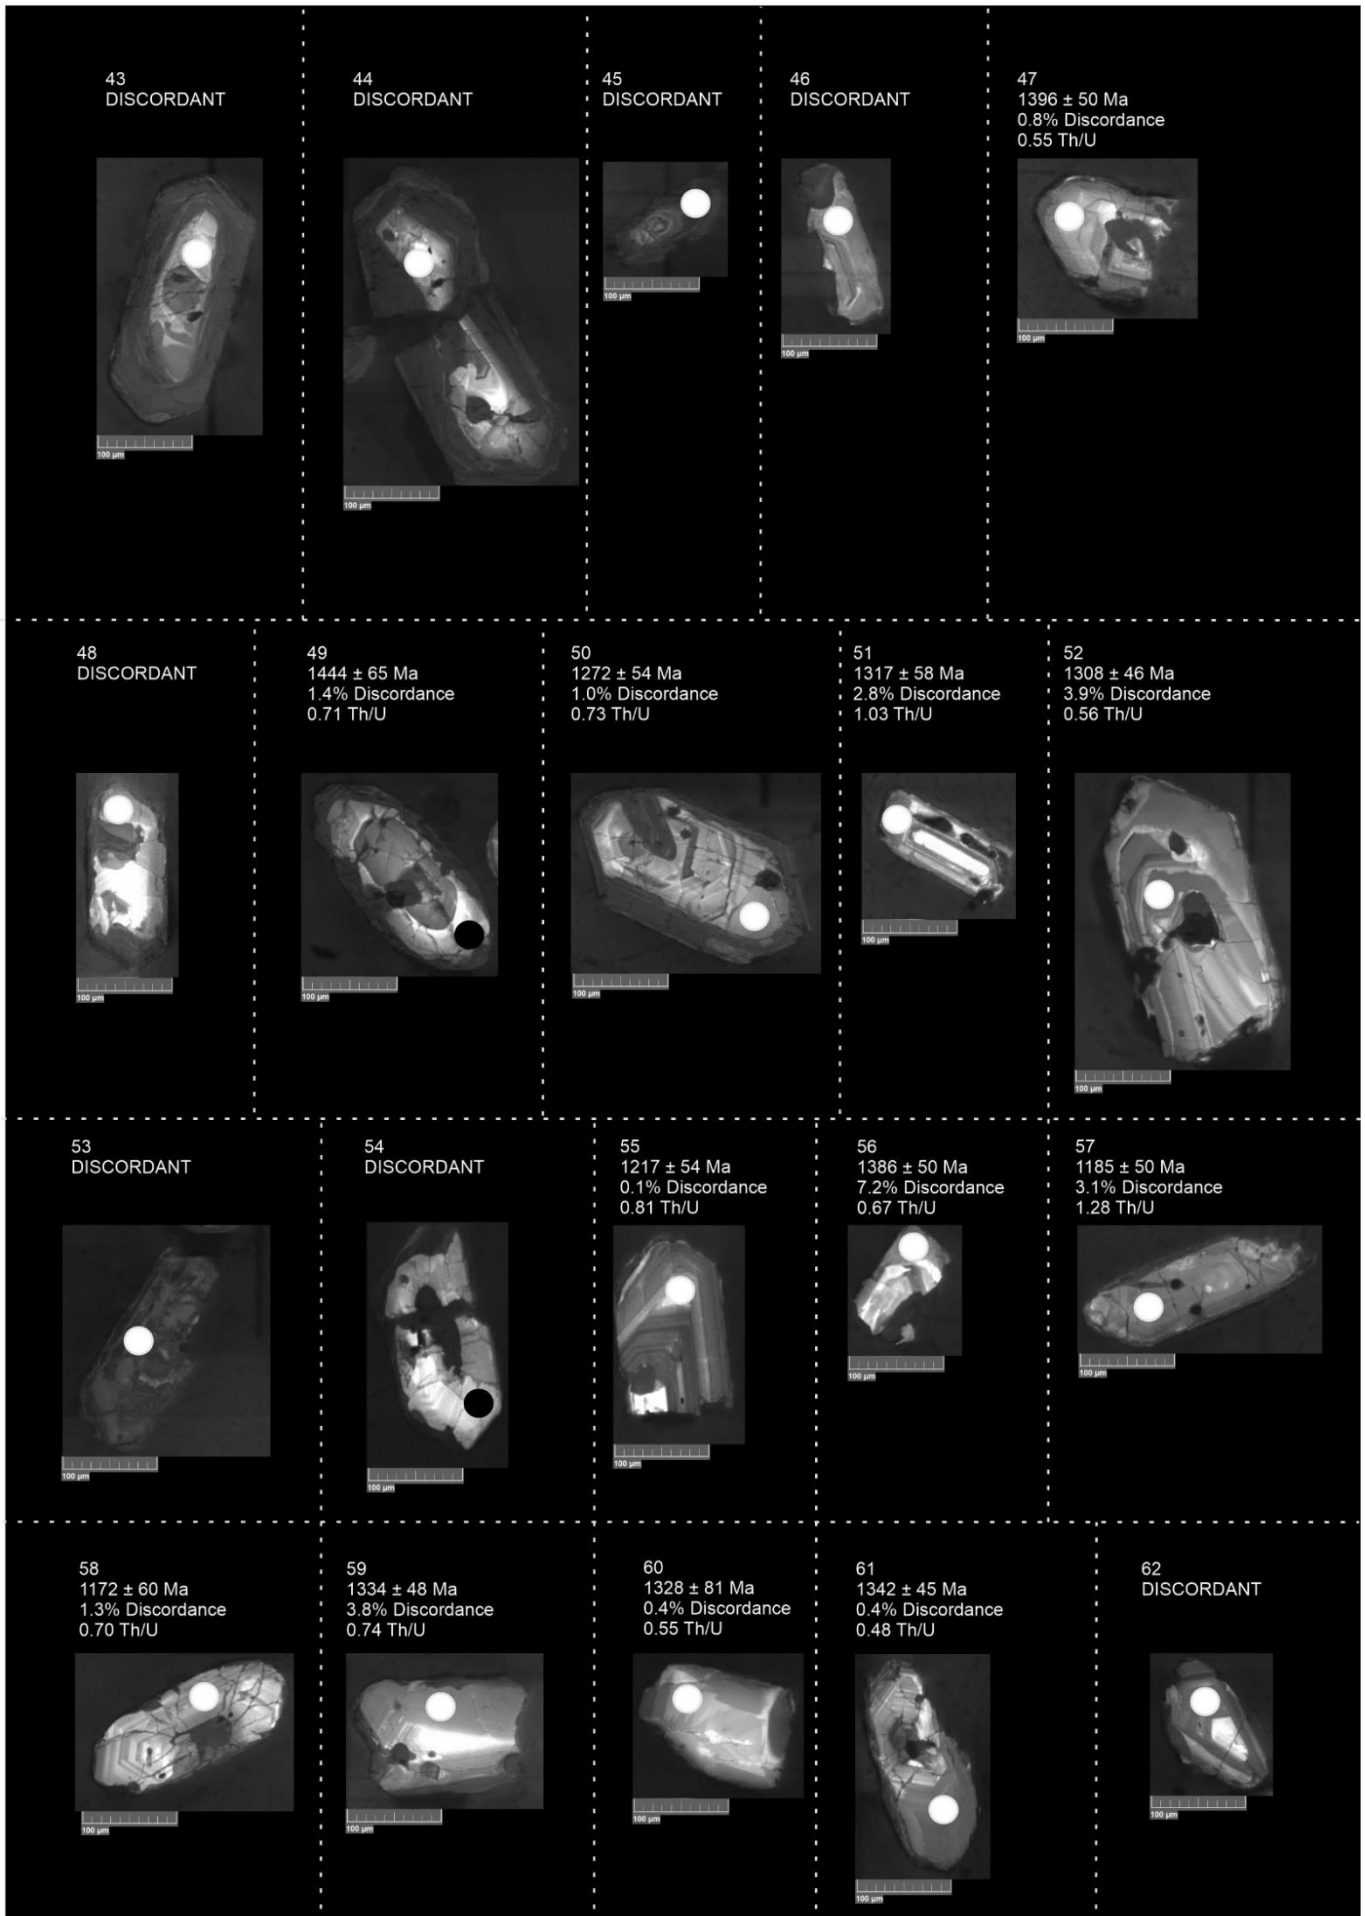 43
DISCORDANT
44
DISCORDANT
45
DISCORDANT
46
DISCORDANT
47
1396 ± 50 Ma
0.8% Discordance
0.55 Th/U
100 µm
100 µm
100 µm
100 µm
100 µm
48
DISCORDANT
49
1444 ± 65 Ma
1.4% Discordance
0.71 Th/U
50
1272 ± 54 Ma
1.0% Discordance
0.73 Th/U
51
1317 ± 58 Ma
2.8% Discordance
1.03 Th/U
52
1308 ± 46 Ma
3.9% Discordance
0.56 Th/U
100 µm
100 µm
100 µm
100 µm
100 µm
53
DISCORDANT
54
DISCORDANT
55
1217 ± 54 Ma
0.1% Discordance
0.81 Th/U
56
1386 ± 50 Ma
7.2% Discordance
0.67 Th/U
57
1185 ± 50 Ma
3.1% Discordance
1.28 Th/U
100 µm
100 µm
100 µm
100 µm
100 µm
58
1172 ± 60 Ma
1.3% Discordance
0.70 Th/U
59
1334 ± 48 Ma
3.8% Discordance
0.74 Th/U
60
1328 ± 81 Ma
0.4% Discordance
0.55 Th/U
61
1342 ± 45 Ma
0.4% Discordance
0.48 Th/U
62
DISCORDANT
100 µm
100 µm
100 µm
100 µm
100 µm